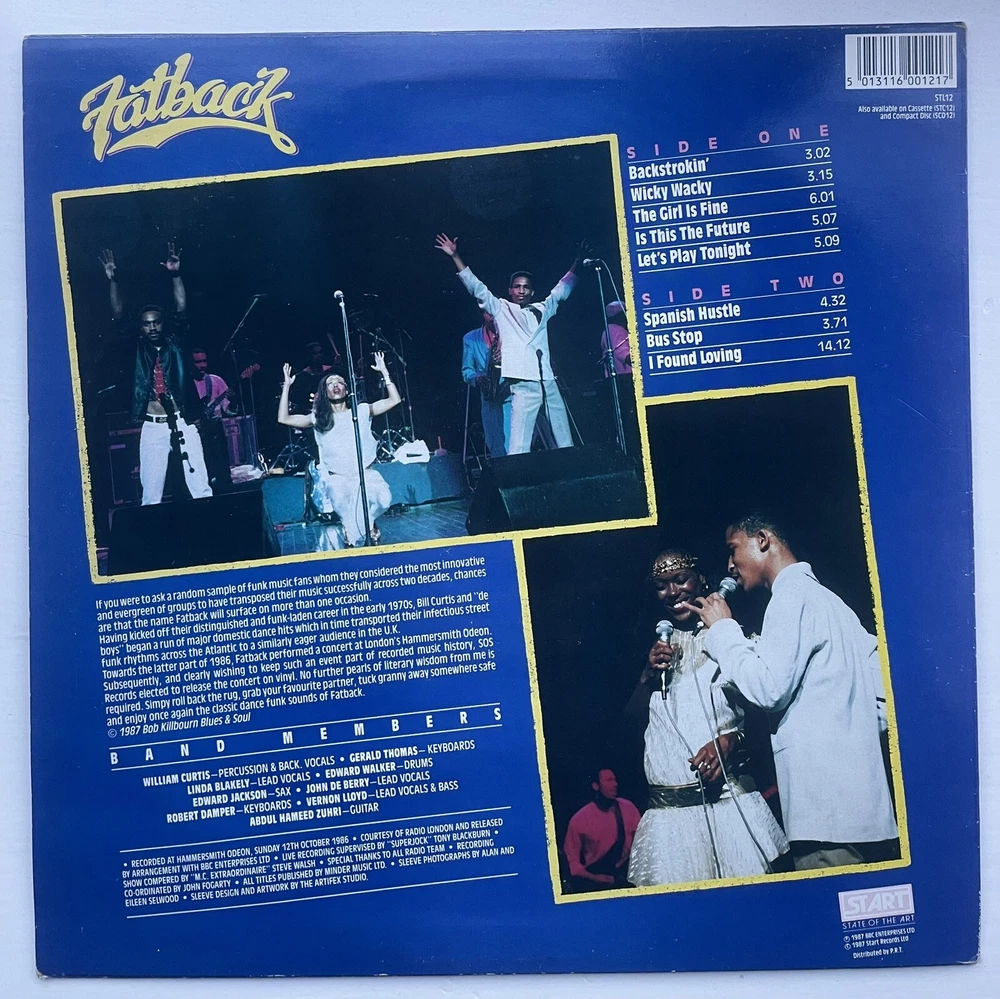 Fatback
5 013116 001217
STL12
Also available on Cassette (STC12)
and Compact Disc (SCD12)
SIDE ONE
Backstrokin' 3.02
Wicky Wacky 3.15
The Girl Is Fine 6.01
Is This The Future 5.07
Let's Play Tonight 5.09
SIDE TWO
Spanish Hustle 4.32
Bus Stop 3.71
I Found Loving 14.12
If you were to ask a random sample of funk music fans whom they considered the most innovative
and evergreen of groups to have transposed their music successfully across two decades, chances
are that the name Fatback will surface on more than one occasion.
Having kicked off their distinguished and funk-laden career in the early 1970s, Bill Curtis and "de
boys" began a run of major domestic dance hits which in time transported their infectious street
funk rhythms across the Atlantic to a similarly eager audience in the U.K.
Towards the latter part of 1986, Fatback performed a concert at London's Hammersmith Odeon.
Subsequently, and clearly wishing to keep such an event part of recorded music history, SOS
Records elected to release the concert on vinyl. No further pearls of literary wisdom from me is
required. Simpy roll back the rug, grab your favourite partner, tuck granny away somewhere safe
and enjoy once again the classic dance funk sounds of Fatback.
© 1987 Bob Killbourn Blues & Soul
BAND MEMBERS
WILLIAM CURTIS—PERCUSSION & BACK. VOCALS • GERALD THOMAS—KEYBOARDS
LINDA BLAKELY—LEAD VOCALS • EDWARD WALKER—DRUMS
EDWARD JACKSON—SAX • JOHN DE BERRY—LEAD VOCALS
ROBERT DAMPER—KEYBOARDS • VERNON LLOYD—LEAD VOCALS & BASS
ABDUL HAMEED ZUHRI—GUITAR
• RECORDED AT HAMMERSMITH ODEON, SUNDAY 12TH OCTOBER 1986 • COURTESY OF RADIO LONDON AND RELEASED
BY ARRANGEMENT WITH BBC ENTERPRISES LTD • LIVE RECORDING SUPERVISED BY "SUPERJOCK" TONY BLACKBURN •
SHOW COMPERED BY "M.C. EXTRAORDINAIRE" STEVE WALSH • SPECIAL THANKS TO ALL RADIO TEAM • RECORDING
CO-ORDINATED BY JOHN FOGARTY • ALL TITLES PUBLISHED BY MINDER MUSIC LTD. • SLEEVE PHOTOGRAPHS BY ALAN AND
EILEEN SELWOOD • SLEEVE DESIGN AND ARTWORK BY THE ARTIFEX STUDIO.
START
STATE OF THE ART
℗ 1987 BBC ENTERPRISES LTD
© 1987 Start Records Ltd
Distributed by P.R.T.